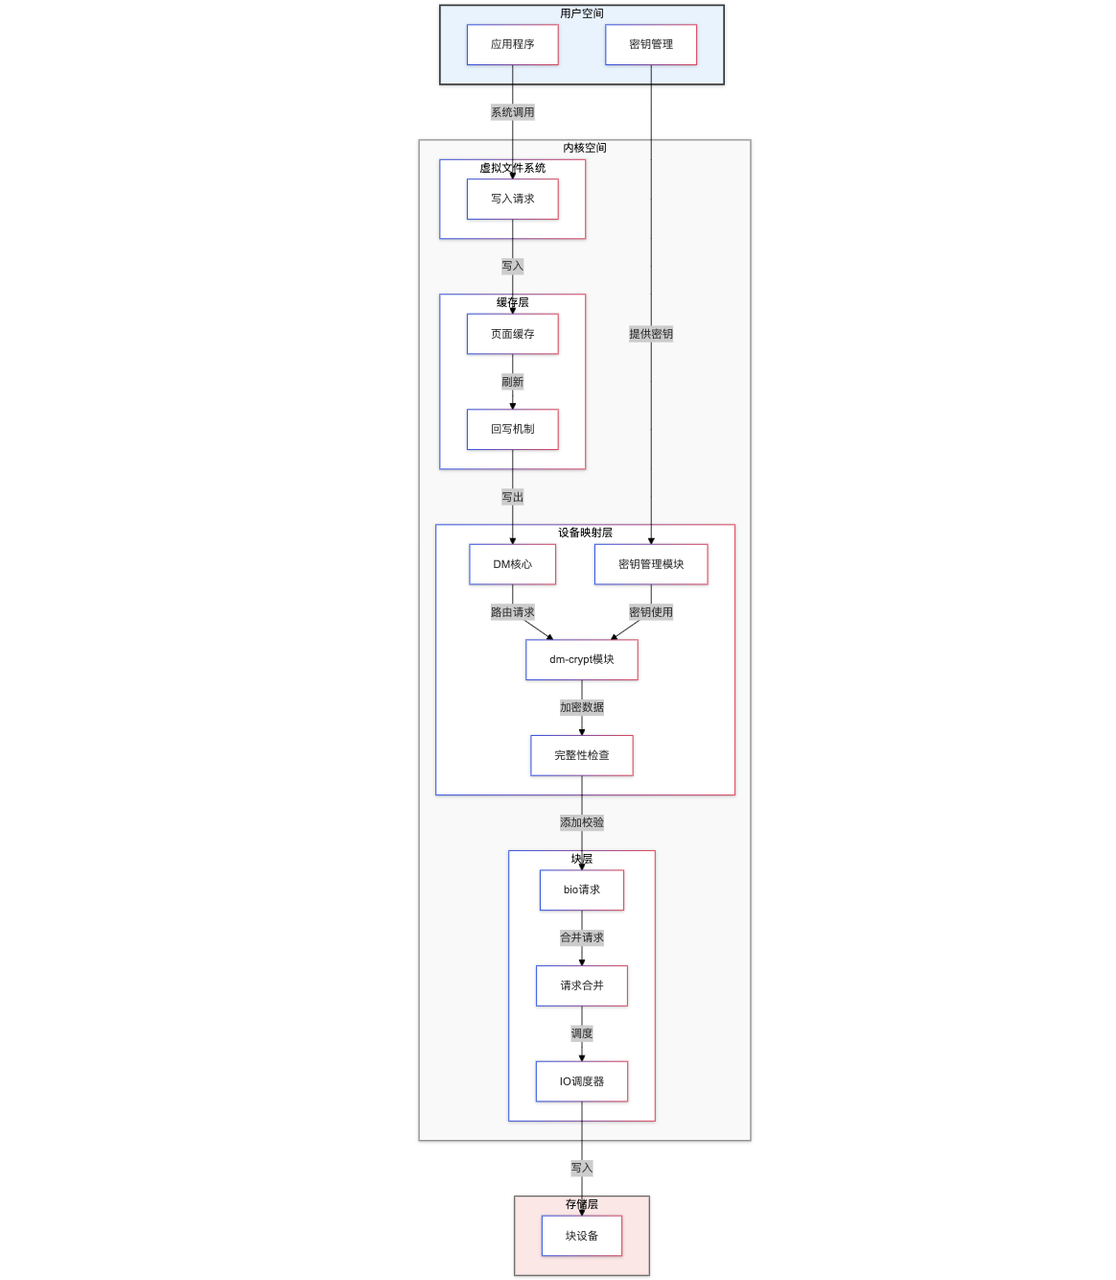 用户空间
应用程序
密钥管理
系统调用
内核空间
虚拟文件系统
写入请求
写入
缓存层
页面缓存
提供密钥
刷新
回写机制
写出
设备映射层
DM核心
密钥管理模块
路由请求
密钥使用
dm-crypt模块
加密数据
完整性检查
添加校验
块层
bio请求
合并请求
请求合并
调度
IO调度器
写入
存储层
块设备